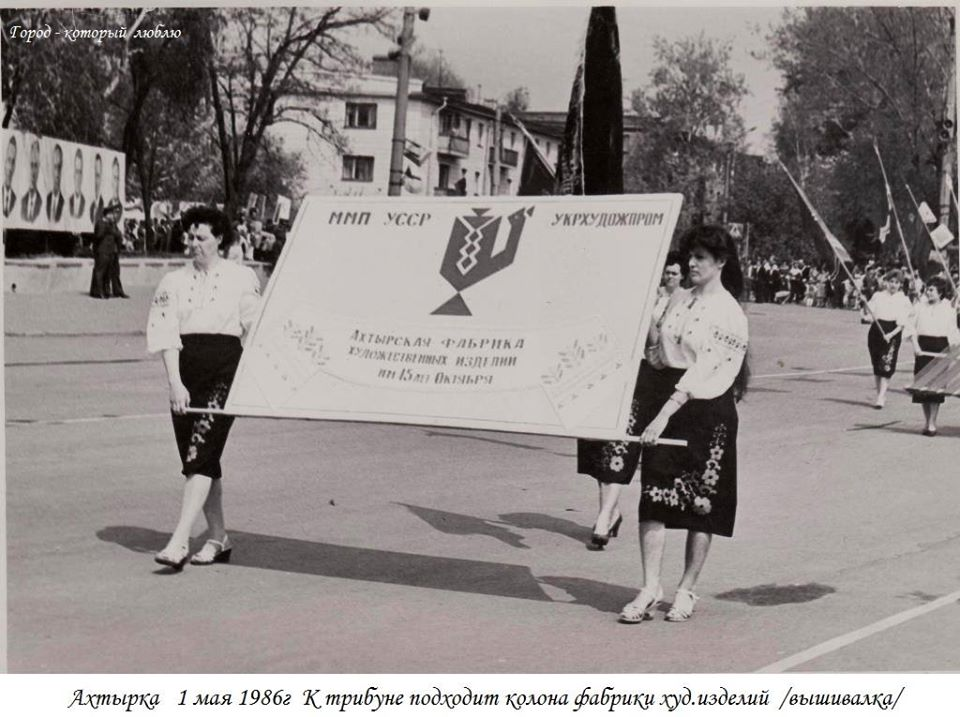 Город - который люблю
ММП УССР УКРХУДОЖПРОМ
АХТЫРСКАЯ ФАБРИКА
ХУДОЖЕСТВЕННЫХ ИЗДЕЛИЙ
ИМ 15ЛЕТ ОКТЯБРЯ
Ахтырка 1 мая 1986г К трибуне подходит колона фабрики худ.изделий /вышивалка/